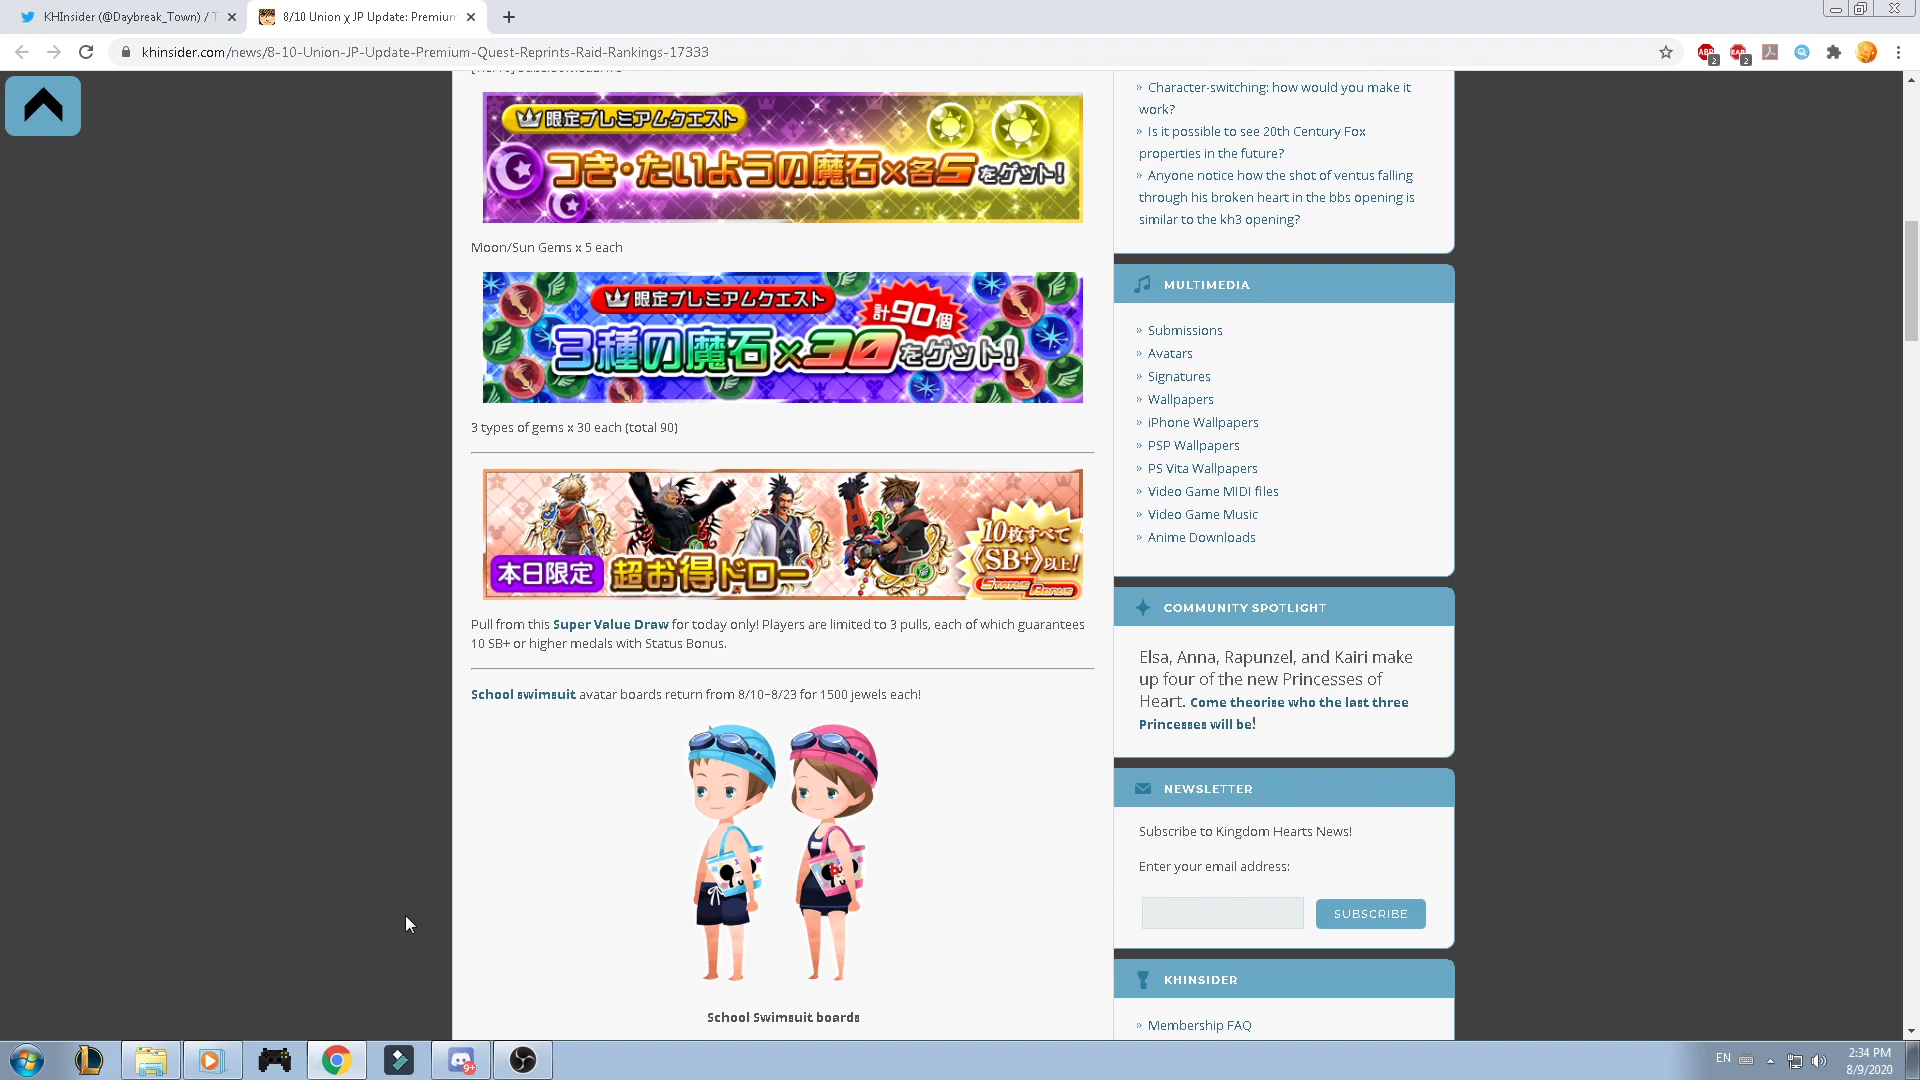 KHInsider (@Daybreak_Town) / T
8/10 Union χ JP Update: Premium
khinsider.com/news/8-10-Union-JP-Update-Premium-Quest-Reprints-Raid-Rankings-17333
ABP
2
2
限定プレミアムクエスト
つき・たいようの魔石×各5をゲット!
Moon/Sun Gems x 5 each
限定プレミアムクエスト
計90個
3種の魔石×30をゲット!
3 types of gems x 30 each (total 90)
本日限定
超お得ドロー
10枚すべて
《SB+》以上!
STATUS BONUS
Pull from this Super Value Draw for today only! Players are limited to 3 pulls, each of which guarantees
10 SB+ or higher medals with Status Bonus.
School swimsuit avatar boards return from 8/10~8/23 for 1500 jewels each!
School Swimsuit boards
» Character-switching: how would you make it
work?
» Is it possible to see 20th Century Fox
properties in the future?
» Anyone notice how the shot of ventus falling
through his broken heart in the bbs opening is
similar to the kh3 opening?
MULTIMEDIA
» Submissions
» Avatars
» Signatures
» Wallpapers
» iPhone Wallpapers
» PSP Wallpapers
» PS Vita Wallpapers
» Video Game MIDI files
» Video Game Music
» Anime Downloads
COMMUNITY SPOTLIGHT
Elsa, Anna, Rapunzel, and Kairi make
up four of the new Princesses of
Heart. Come theorise who the last three
Princesses will be!
NEWSLETTER
Subscribe to Kingdom Hearts News!
Enter your email address:
SUBSCRIBE
KHINSIDER
» Membership FAQ
9+
EN
2:34 PM
8/9/2020